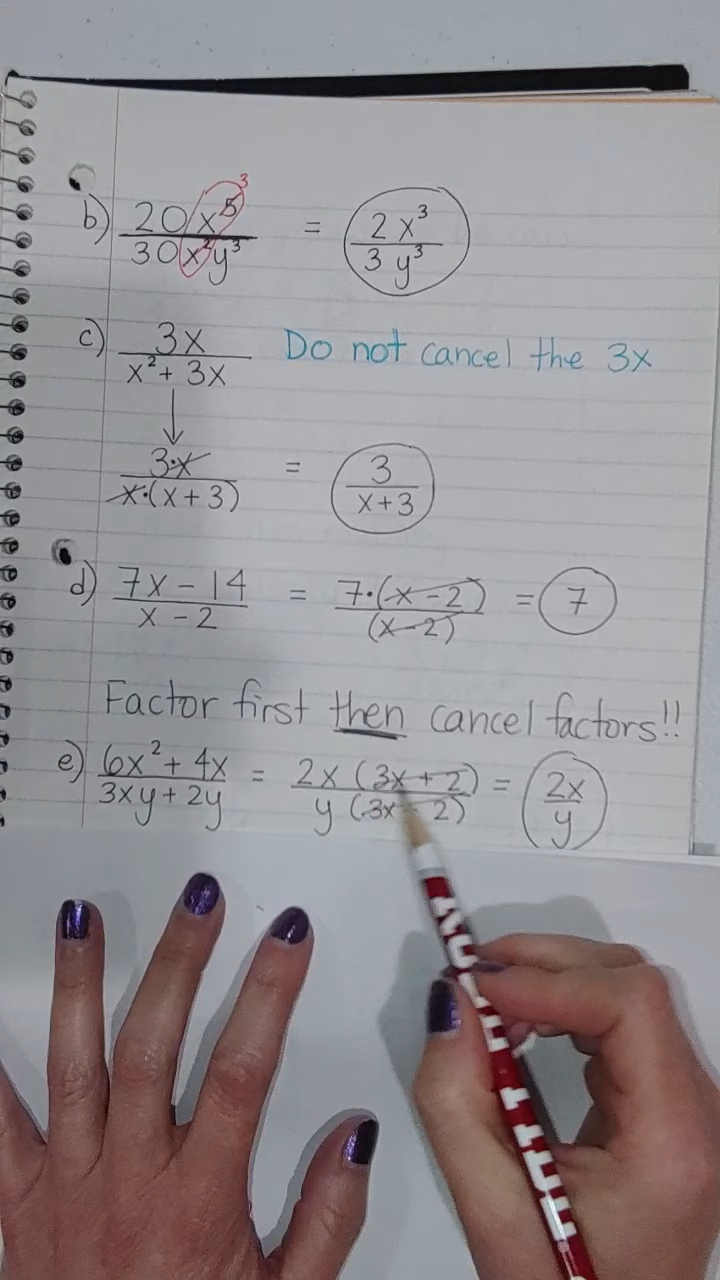 b) 20x⁵/30x²y³ ³ = 2x³/3y³
c) 3x/x²+3x Do not cancel the 3x
3·x/x·(x+3) = 3/x+3
d) 7x-14/x-2 = 7·(x-2)/(x-2) = 7
Factor first then cancel factors!!
e) 6x²+4x/3xy+2y = 2x(3x+2)/y(3x+2) = 2x/y